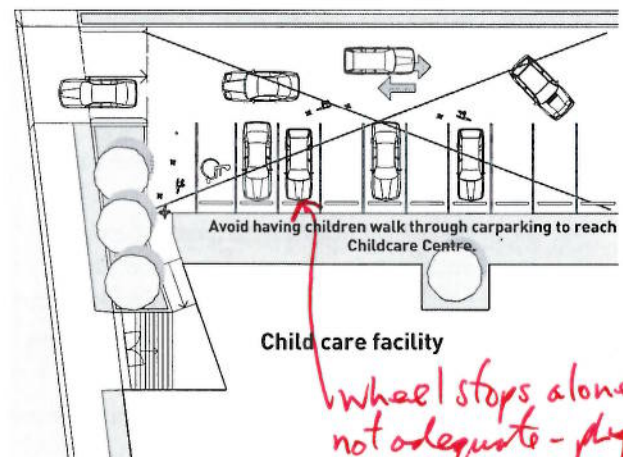 Avoid having children walk through carparking to reach
Childcare Centre.
Child care facility
wheel stops alone
not adequate -